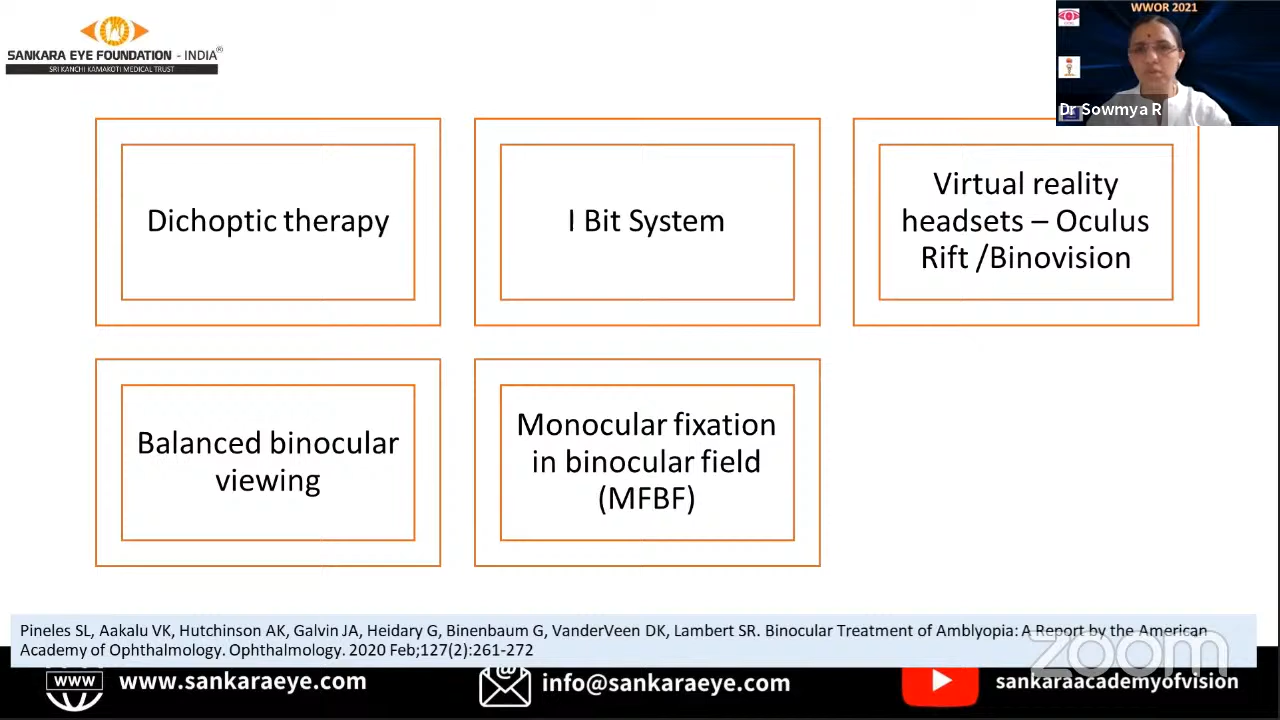 SANKARA EYE FOUNDATION - INDIA®
SRI KANCHI KAMAKOTI MEDICAL TRUST
WWOR 2021
Dr Sowmya R
Dichoptic therapy
I Bit System
Virtual reality
headsets – Oculus
Rift /Binovision
Balanced binocular
viewing
Monocular fixation
in binocular field
(MFBF)
Pineles SL, Aakalu VK, Hutchinson AK, Galvin JA, Heidary G, Binenbaum G, VanderVeen DK, Lambert SR. Binocular Treatment of Amblyopia: A Report by the American
Academy of Ophthalmology. Ophthalmology. 2020 Feb;127(2):261-272
zoom
www
www.sankaraeye.com
info@sankaraeye.com
sankaraacademyofvision